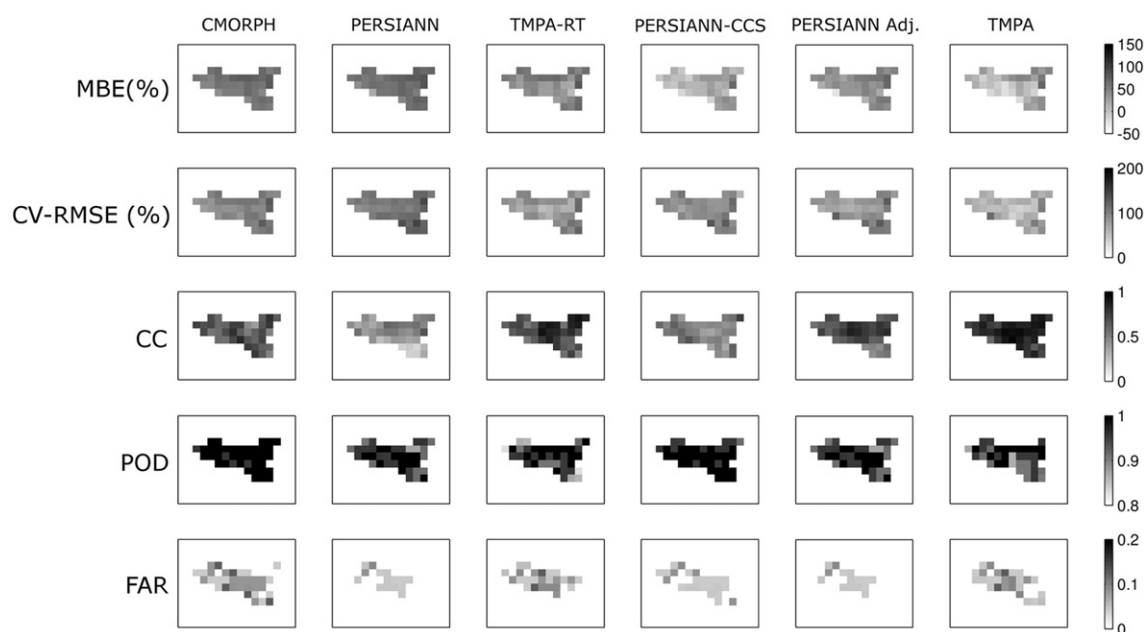 CMORPH PERSIANN TMPA-RT PERSIANN-CCS PERSIANN Adj. TMPA
MBE(%)
150
100
50
0
-50
CV-RMSE (%)
200
100
0
CC
1
0.5
0
POD
1
0.9
0.8
FAR
0.2
0.1
0